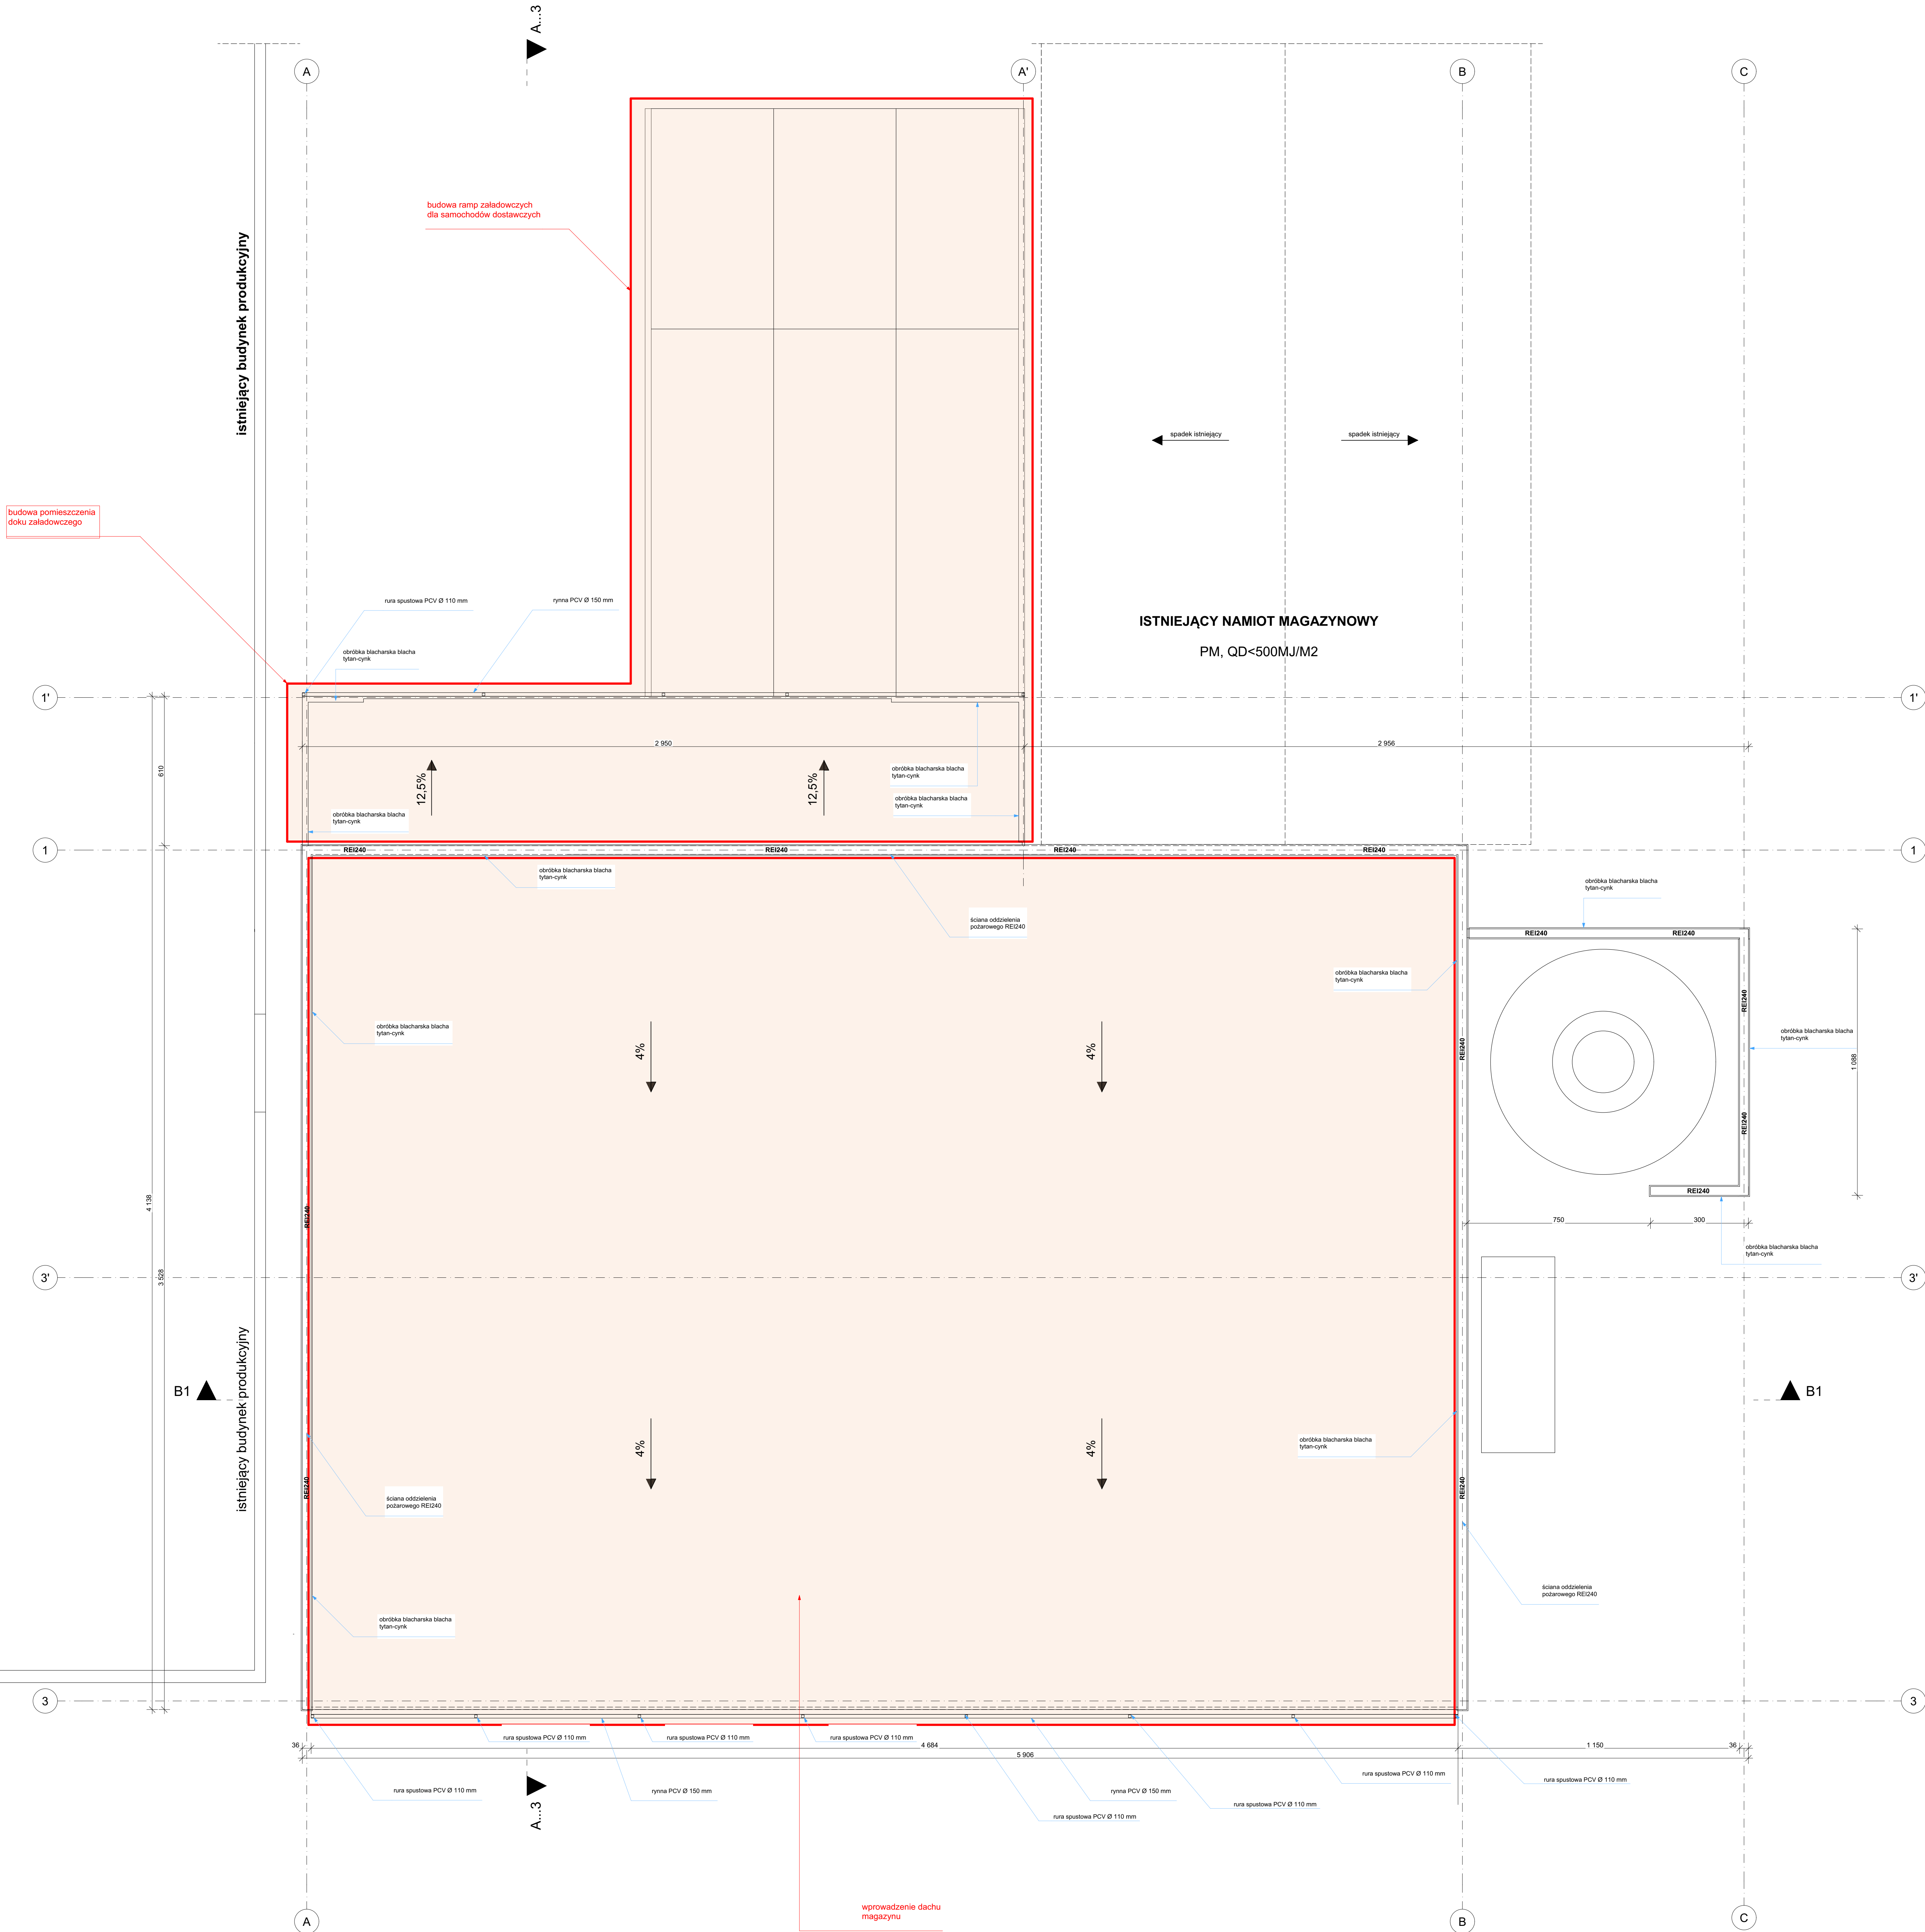 A...3
A
A'
B
C
budowa ramp załadowczych
dla samochodów dostawczych
istniejący budynek produkcyjny
spadek istniejący
spadek istniejący
budowa pomieszczenia
doku załadowczego
rura spustowa PCV Ø 110 mm
rynna PCV Ø 150 mm
ISTNIEJĄCY NAMIOT MAGAZYNOWY
PM, QD<500MJ/M2
obróbka blacharska blacha
tytan-cynk
1'
1'
2 950
2 956
610
12,5%
12,5%
obróbka blacharska blacha
tytan-cynk
obróbka blacharska blacha
tytan-cynk
obróbka blacharska blacha
tytan-cynk
1
REI240
REI240
REI240
REI240
1
obróbka blacharska blacha
tytan-cynk
obróbka blacharska blacha
tytan-cynk
ściana oddzielenia
pożarowego REI240
REI240
REI240
obróbka blacharska blacha
tytan-cynk
REI240
obróbka blacharska blacha
tytan-cynk
obróbka blacharska blacha
tytan-cynk
4%
4%
REI240
1 088
REI240
REI240
4 138
REI240
750
300
obróbka blacharska blacha
tytan-cynk
3'
3 528
3'
B1
istniejący budynek produkcyjny
B1
4%
4%
obróbka blacharska blacha
tytan-cynk
REI240
REI240
ściana oddzielenia
pożarowego REI240
ściana oddzielenia
pożarowego REI240
obróbka blacharska blacha
tytan-cynk
3
3
rura spustowa PCV Ø 110 mm
rura spustowa PCV Ø 110 mm
rura spustowa PCV Ø 110 mm
36
4 684
1 150
36
5 906
rura spustowa PCV Ø 110 mm
rynna PCV Ø 150 mm
rynna PCV Ø 150 mm
rura spustowa PCV Ø 110 mm
rura spustowa PCV Ø 110 mm
rura spustowa PCV Ø 110 mm
rura spustowa PCV Ø 110 mm
A...3
wprowadzenie dachu
magazynu
A
B
C